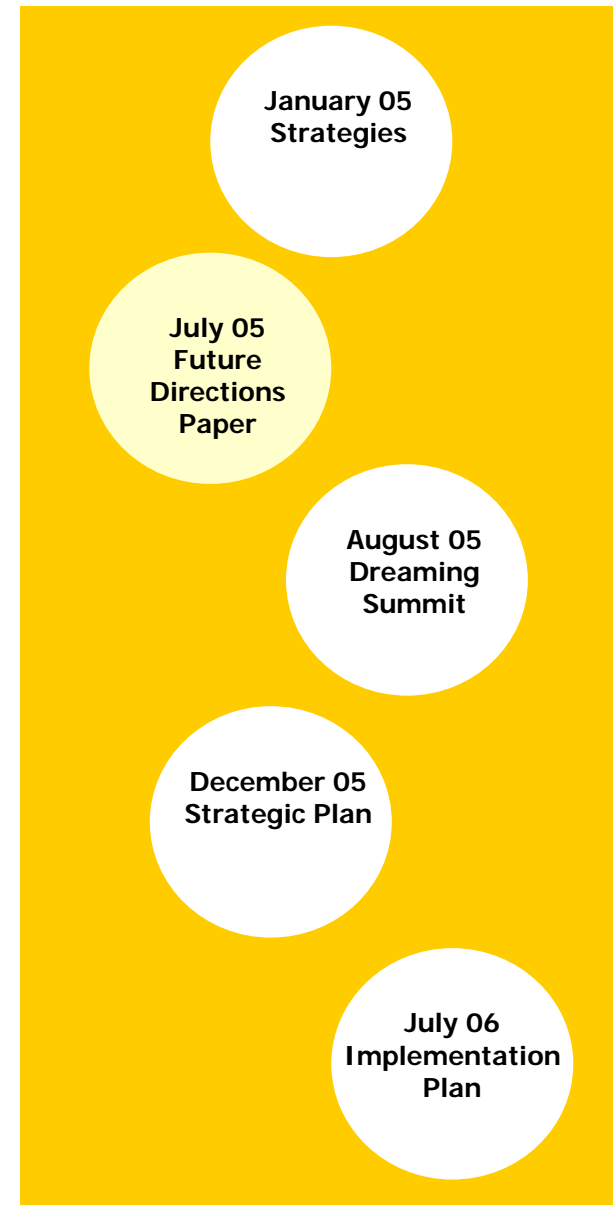 January 05
Strategies
July 05
Future
Directions
Paper
August 05
Dreaming
Summit
December 05
Strategic Plan
July 06
Implementation
Plan